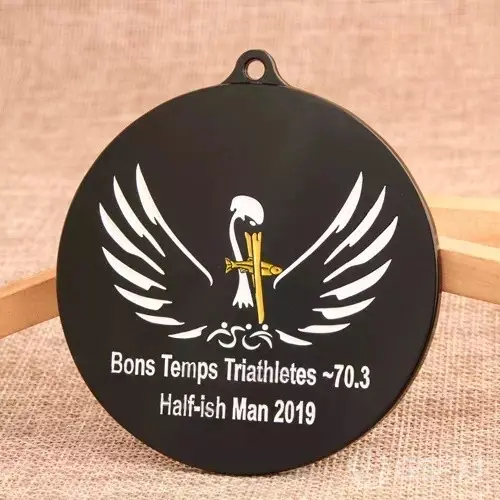 Bons Temps Triathletes ~70.3
Half-ish Man 2019